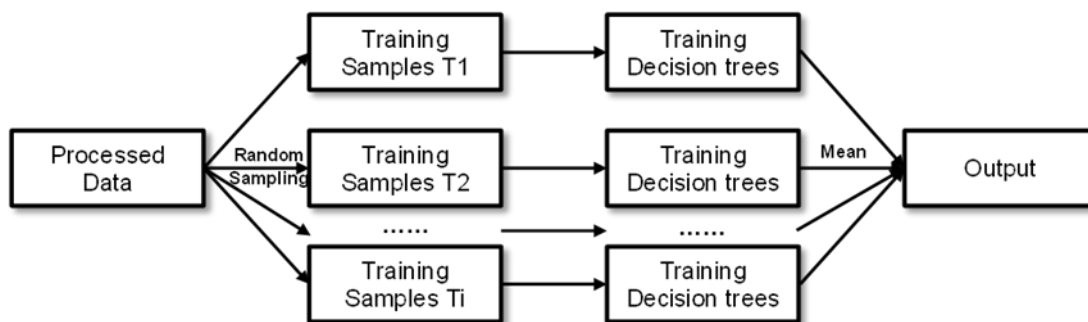 Training
Samples T1
Training
Decision trees
Processed
Data
Random
Sampling
Training
Samples T2
Training
Decision trees
Mean
Output
......
......
Training
Samples Ti
Training
Decision trees